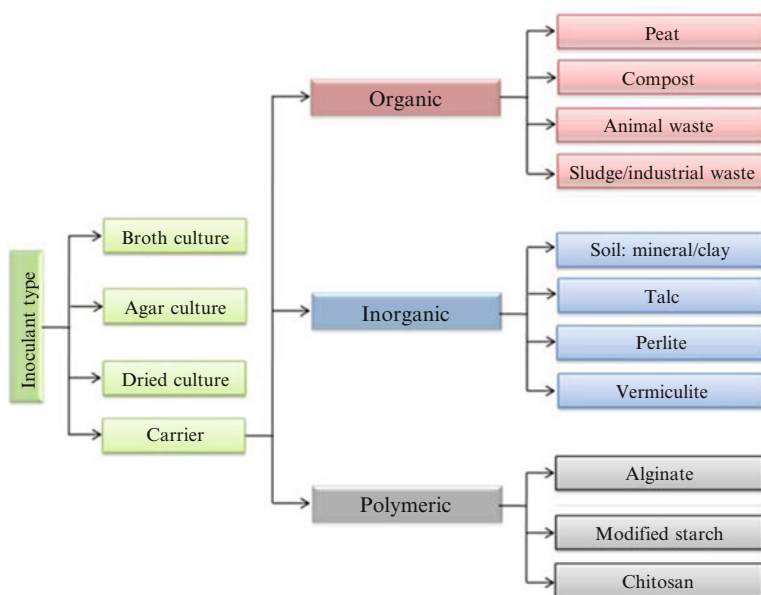 Inoculant type
Broth culture
Agar culture
Dried culture
Carrier
Organic
Peat
Compost
Animal waste
Sludge/industrial waste
Inorganic
Soil: mineral/clay
Talc
Perlite
Vermiculite
Polymeric
Alginate
Modified starch
Chitosan